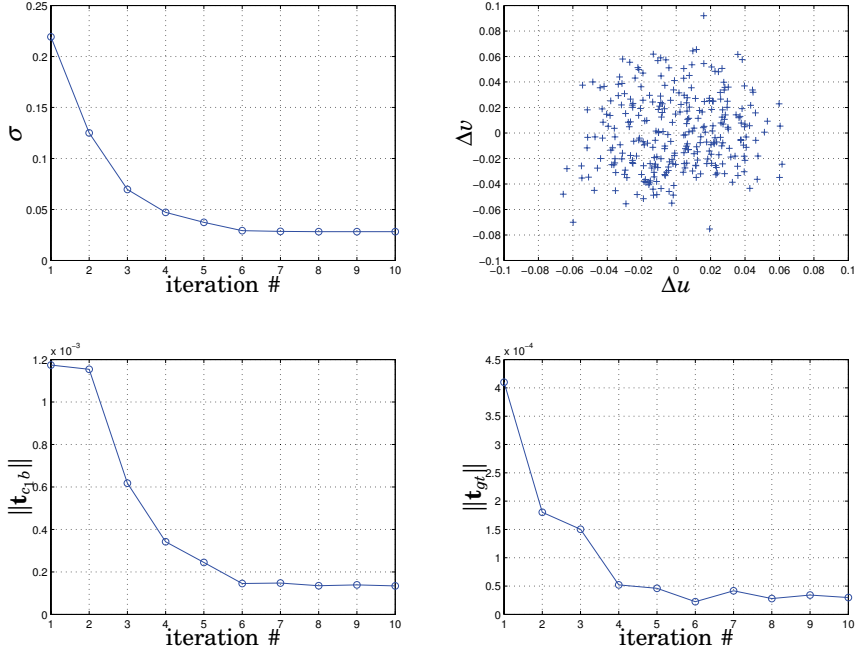 0.25
0.2
0.15
0.1
0.05
0
σ
1 2 3 4 5 6 7 8 9 10
iteration #
0.1
0.08
0.06
0.04
0.02
0
−0.02
−0.04
−0.06
−0.08
−0.1
Δv
−0.1 −0.08 −0.06 −0.04 −0.02 0 0.02 0.04 0.06 0.08 0.1
Δu
x 10⁻³
1.2
1
0.8
0.6
0.4
0.2
0
||t_{c₁b}||
1 2 3 4 5 6 7 8 9 10
iteration #
x 10⁻⁴
4.5
4
3.5
3
2.5
2
1.5
1
0.5
0
||t_{gt}||
1 2 3 4 5 6 7 8 9 10
iteration #